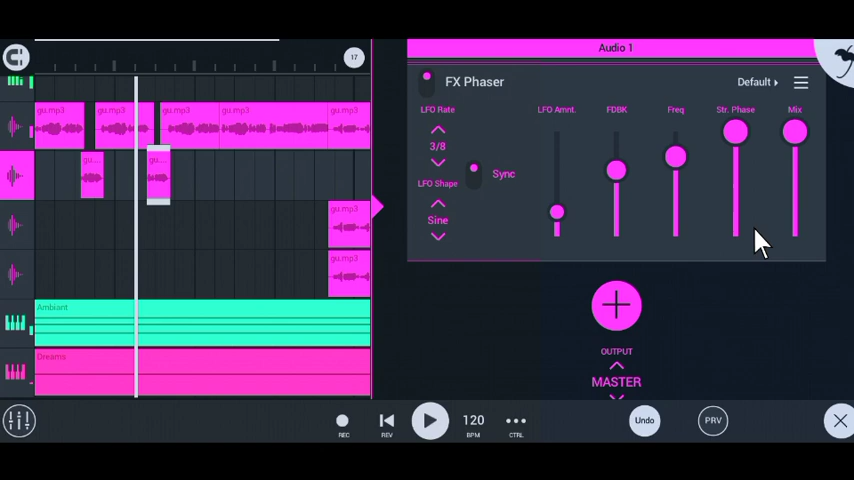 17
Audio 1
FX Phaser
Default
LFO Rate
LFO Amnt.
FDBK
Freq
Str. Phase
Mix
3/8
Sync
LFO Shape
Sine
gu.mp3
gu.mp3
gu.mp3
gu.mp3
gu.mp3
gu...
gu...
gu.mp3
gu.mp3
Ambiant
Dreams
OUTPUT
MASTER
REC
REV
120
BPM
CTRL
Undo
PRV